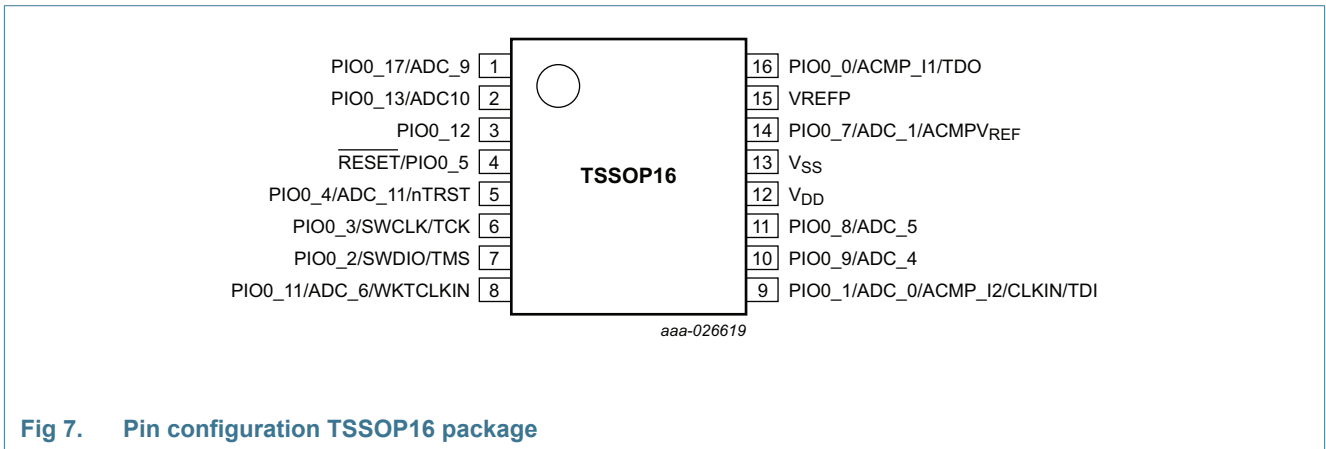 PIO0_17/ADC_9 1
PIO0_13/ADC10 2
PIO0_12 3
RESET/PIO0_5 4
PIO0_4/ADC_11/nTRST 5
PIO0_3/SWCLK/TCK 6
PIO0_2/SWDIO/TMS 7
PIO0_11/ADC_6/WKTCLKIN 8
TSSOP16
16 PIO0_0/ACMP_I1/TDO
15 VREFP
14 PIO0_7/ADC_1/ACMPVREF
13 VSS
12 VDD
11 PIO0_8/ADC_5
10 PIO0_9/ADC_4
9 PIO0_1/ADC_0/ACMP_I2/CLKIN/TDI
aaa-026619
Fig 7. Pin configuration TSSOP16 package